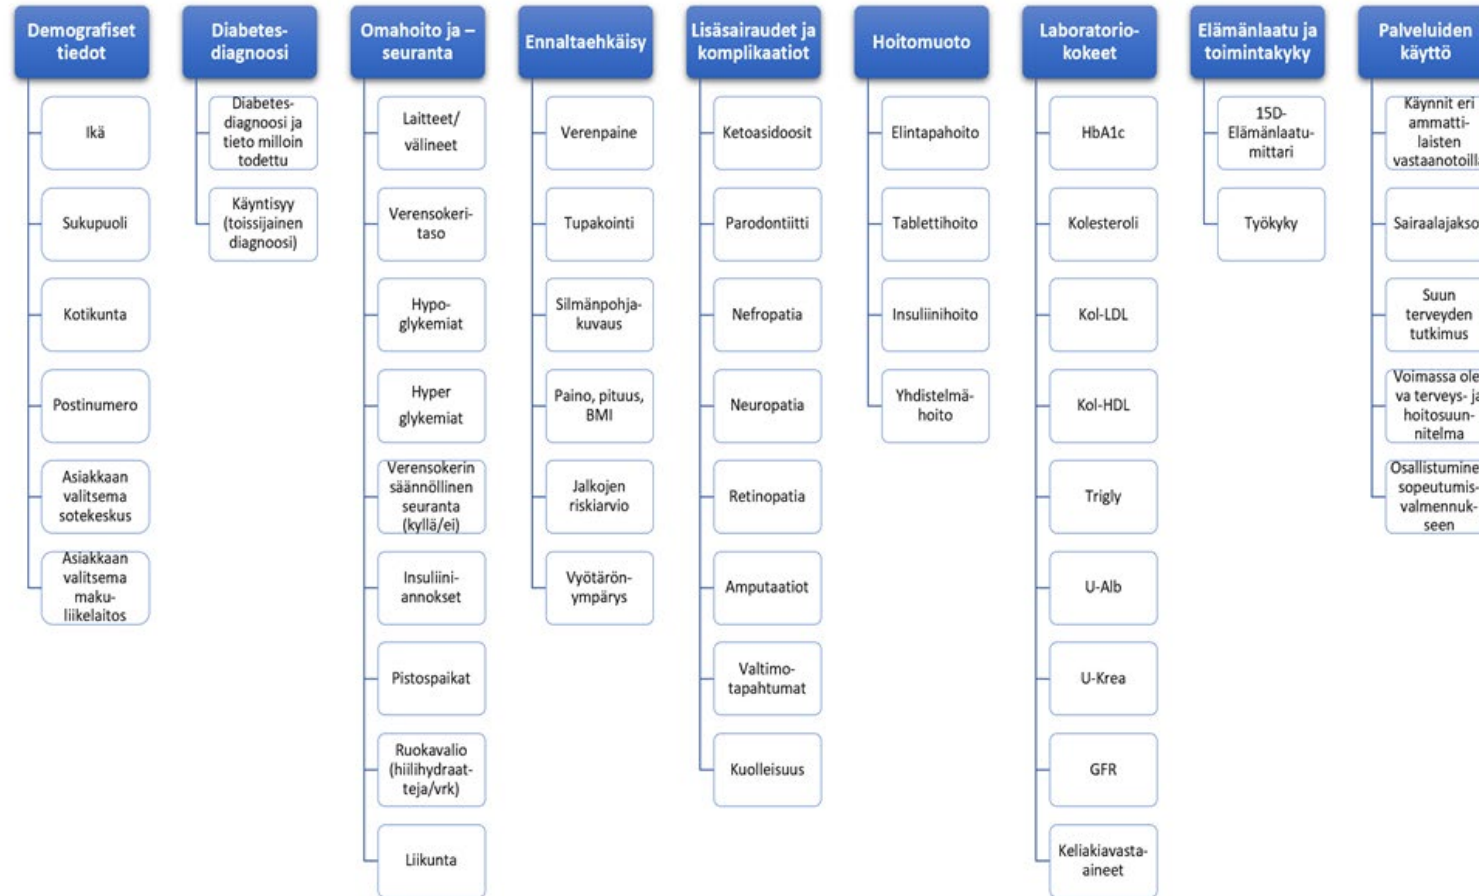 Demografiset
tiedot
Ikä
Sukupuoli
Kotikunta
Postinumero
Asiakkaan
valitsema
sotekeskus
Asiakkaan
valitsema
maku-
liikelaitos
Diabetes-
diagnoosi
Diabetes-
diagnoosi ja
tieto milloin
todettu
Käyntisyy
(toissijainen
diagnoosi)
Omahoito ja –
seuranta
Laitteet/
välineet
Verensokeri-
taso
Hypo-
glykemiat
Hyper
glykemiat
Verensokerin
säännöllinen
seuranta
(kyllä/ei)
Insuliini-
annokset
Pistospaikat
Ruokavalio
(hiilihydraat-
teja/vrk)
Liikunta
Ennaltaehkäisy
Verenpaine
Tupakointi
Silmänpohja-
kuvaus
Paino, pituus,
BMI
Jalkojen
riskiarvio
Vyötärön-
ympärys
Lisäsairaudet ja
komplikaatiot
Ketoasidoosit
Parodontiitti
Nefropatia
Neuropatia
Retinopatia
Amputaatiot
Valtimo-
tapahtumat
Kuolleisuus
Hoitomuoto
Elintapahoito
Tablettihoito
Insuliinihoito
Yhdistelmä-
hoito
Laboratorio-
kokeet
HbA1c
Kolesteroli
Kol-LDL
Kol-HDL
Trigly
U-Alb
U-Krea
GFR
Keliakiavasta-
aineet
Elämänlaatu ja
toimintakyky
15D-
Elämänlaatu-
mittari
Työkyky
Palveluiden
käyttö
Käynnit eri
ammatti-
laisten
vastaanotoilla
Sairaalajakso
Suun
terveyden
tutkimus
Voimassa ole
va terveys- ja
hoitosuun-
nitelma
Osallistumine
sopeutumis-
valmennuk-
seen